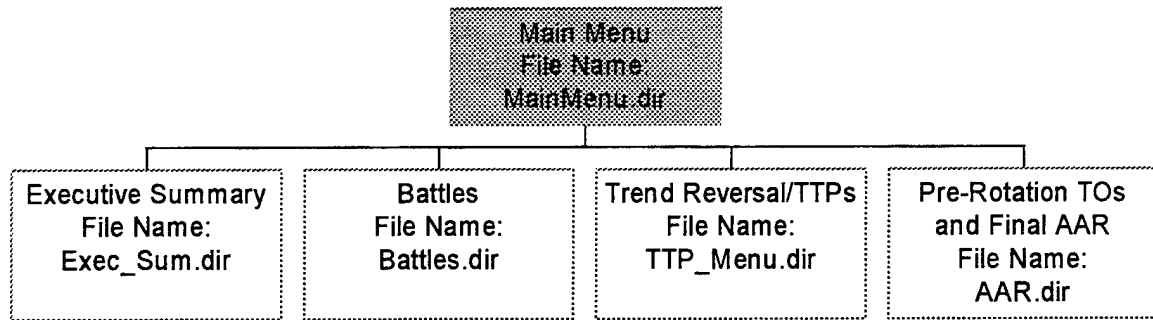 Main Menu
File Name:
MainMenu.dir
Executive Summary
File Name:
Exec_Sum.dir
Battles
File Name:
Battles.dir
Trend Reversal/TTPs
File Name:
TTP_Menu.dir
Pre-Rotation TOs
and Final AAR
File Name:
AAR.dir